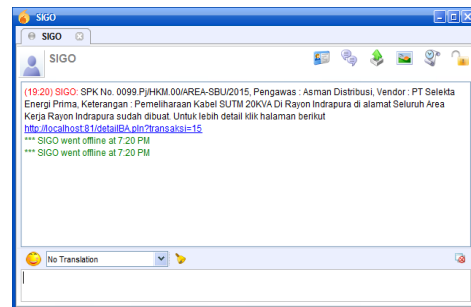 SIGO
SIGO
SIGO
(19:20) SIGO: SPK No. 0099.Pj/HKM.00/AREA-SBU/2015, Pengawas : Asman Distribusi, Vendor : PT Selekta
Energi Prima, Keterangan : Pemeliharaan Kabel SUTM 20KVA Di Rayon Indrapura di alamat Seluruh Area
Kerja Rayon Indrapura sudah dibuat. Untuk lebih detail klik halaman berikut
http://localhost:81/detailBA.pln?transaksi=15
*** SIGO went offline at 7:20 PM
*** SIGO went offline at 7:20 PM
No Translation